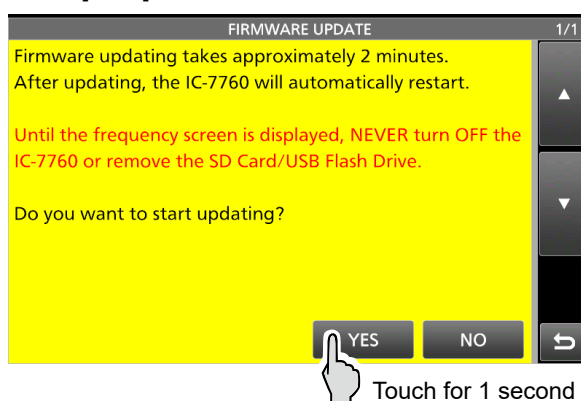 FIRMWARE UPDATE 1/1
Firmware updating takes approximately 2 minutes.
After updating, the IC-7760 will automatically restart.
Until the frequency screen is displayed, NEVER turn OFF the
IC-7760 or remove the SD Card/USB Flash Drive.
Do you want to start updating?
YES NO
Touch for 1 second